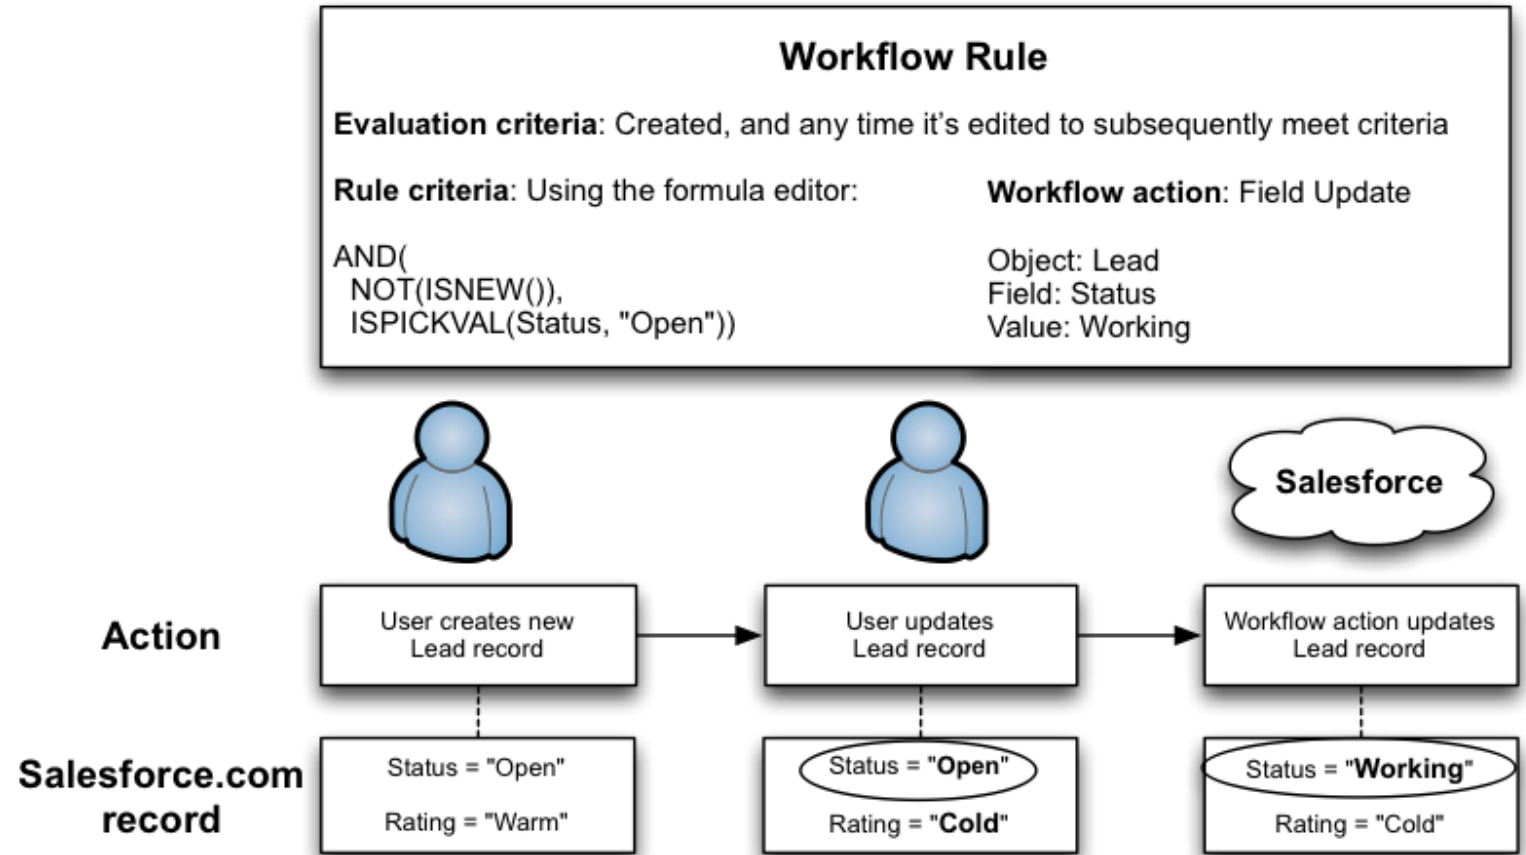 Workflow Rule
Evaluation criteria: Created, and any time it's edited to subsequently meet criteria
Rule criteria: Using the formula editor:
AND(
NOT(ISNEW()),
ISPICKVAL(Status, "Open"))
Workflow action: Field Update
Object: Lead
Field: Status
Value: Working
Salesforce
Action
User creates new
Lead record
User updates
Lead record
Workflow action updates
Lead record
Salesforce.com
record
Status = "Open"
Rating = "Warm"
Status = "Open"
Rating = "Cold"
Status = "Working"
Rating = "Cold"